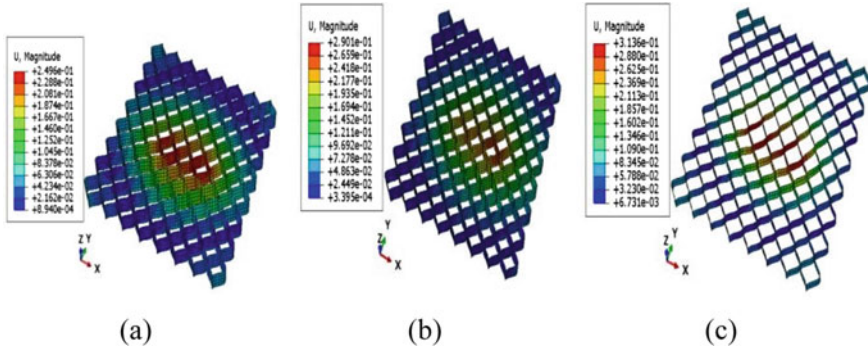 U, Magnitude
+2.496e-01
+2.288e-01
+2.081e-01
+1.874e-01
+1.667e-01
+1.460e-01
+1.252e-01
+1.045e-01
+8.378e-02
+6.306e-02
+4.234e-02
+2.162e-02
+8.940e-04
Z Y
X
(a)
U, Magnitude
+2.901e-01
+2.659e-01
+2.418e-01
+2.177e-01
+1.935e-01
+1.694e-01
+1.452e-01
+1.211e-01
+9.692e-02
+7.278e-02
+4.863e-02
+2.449e-02
+3.395e-04
Z Y
X
(b)
U, Magnitude
+3.136e-01
+2.880e-01
+2.625e-01
+2.369e-01
+2.113e-01
+1.857e-01
+1.602e-01
+1.346e-01
+1.090e-01
+8.345e-02
+5.788e-02
+3.230e-02
+6.731e-03
Z Y
X
(c)